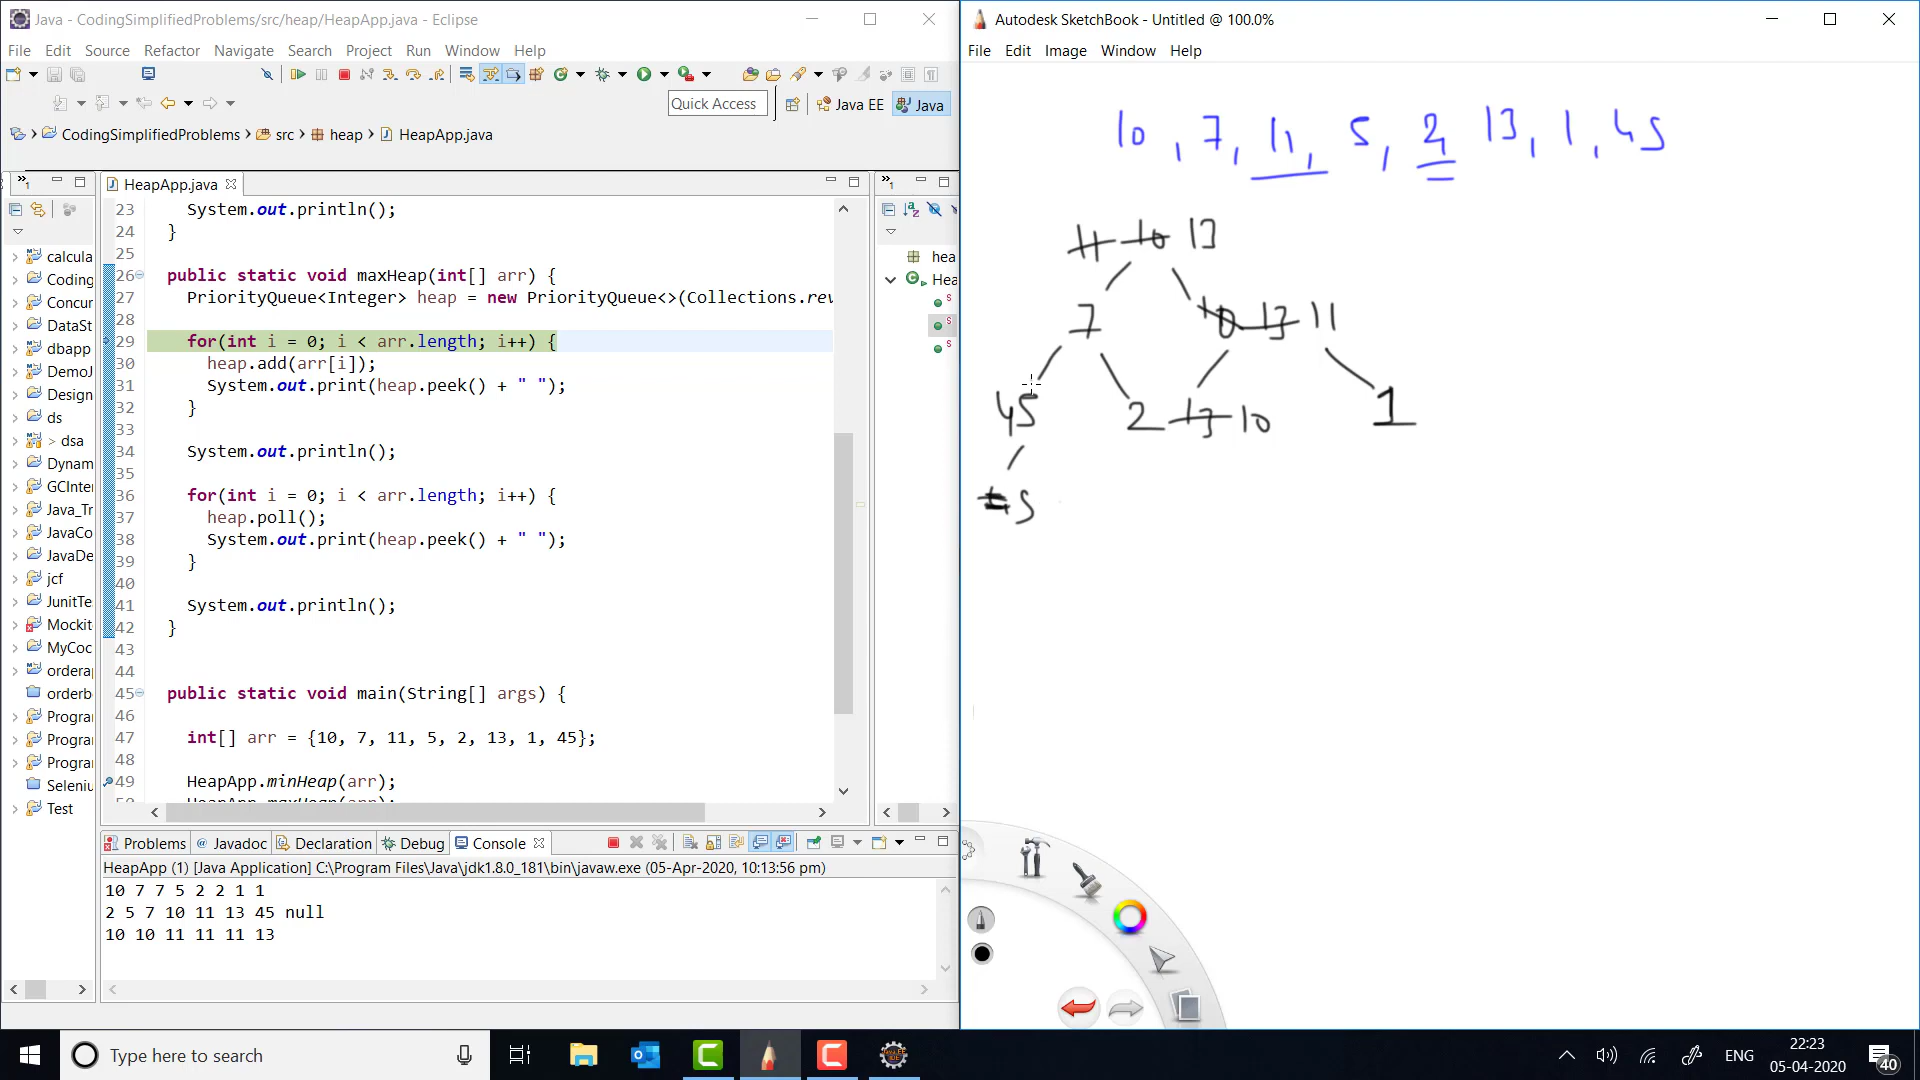 Java - CodingSimplifiedProblems/src/heap/HeapApp.java - Eclipse
File Edit Source Refactor Navigate Search Project Run Window Help
Quick Access
Java EE
Java
CodingSimplifiedProblems src heap HeapApp.java
HeapApp.java
calcula
Coding
Concur
DataSt
dbapp
DemoJ
Design
ds
> dsa
Dynam
GCInter
Java_Tr
JavaCo
JavaDe
jcf
JunitTe
Mockit
MyCoc
ordera
orderb
Progra
Progra
Progra
Seleniu
Test
23 System.out.println();
24 }
25
26 public static void maxHeap(int[] arr) {
27 PriorityQueue<Integer> heap = new PriorityQueue<>(Collections.rev
28
29 for(int i = 0; i < arr.length; i++) {
30 heap.add(arr[i]);
31 System.out.print(heap.peek() + " ");
32 }
33
34 System.out.println();
35
36 for(int i = 0; i < arr.length; i++) {
37 heap.poll();
38 System.out.print(heap.peek() + " ");
39 }
40
41 System.out.println();
42 }
43
44
45 public static void main(String[] args) {
46
47 int[] arr = {10, 7, 11, 5, 2, 13, 1, 45};
48
49 HeapApp.minHeap(arr);
HeapApp.maxHeap(arr);
hea
Hea
Problems Javadoc Declaration Debug Console
HeapApp (1) [Java Application] C:\Program Files\Java\jdk1.8.0_181\bin\javaw.exe (05-Apr-2020, 10:13:56 pm)
10 7 7 5 2 2 1 1
2 5 7 10 11 13 45 null
10 10 11 11 11 13
Autodesk SketchBook - Untitled @ 100.0%
File Edit Image Window Help
10 , 7, 11, 5, 2, 13, 1, 45
11 10 13
7 10 13 11
45 2 13 10 1
5
Type here to search
ENG
22:23
05-04-2020
40